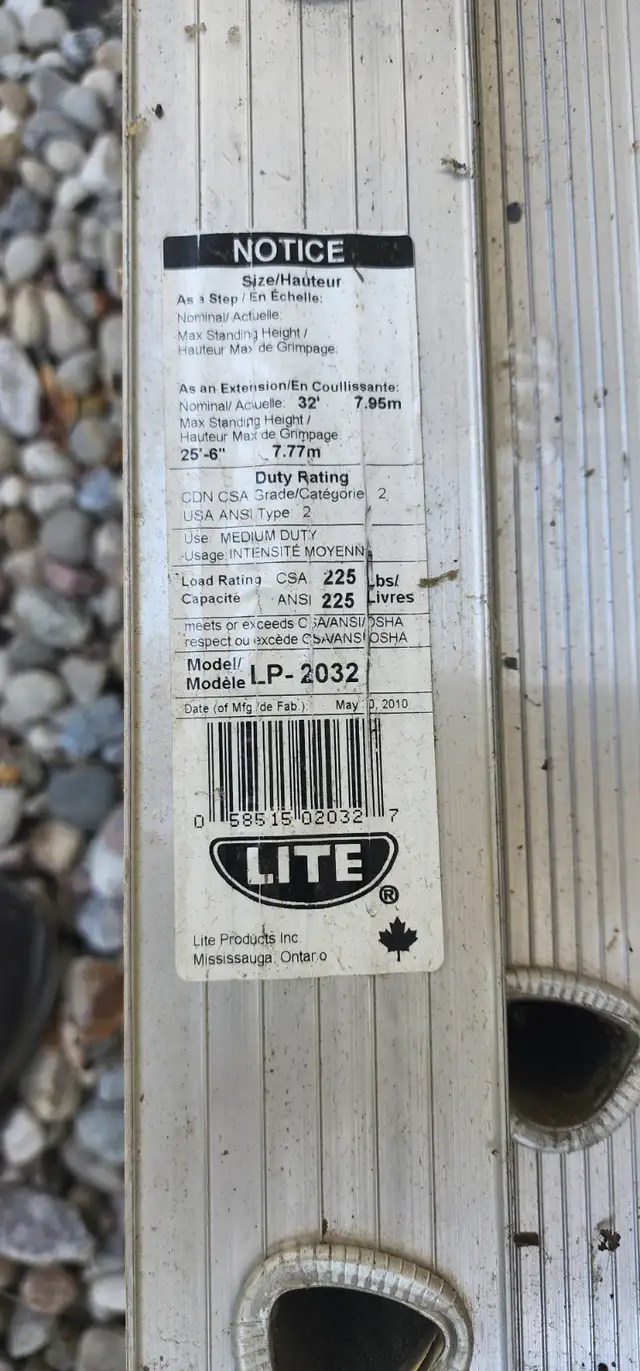 NOTICE
Size/Hauteur
As a Step / En Échelle:
Nominal/ Actuelle:
Max Standing Height /
Hauteur Max de Grimpage:
As an Extension/En Coullissante:
Nominal/ Actuelle: 32' 7.95m
Max Standing Height /
Hauteur Max de Grimpage:
25'-6" 7.77m
Duty Rating
CDN CSA Grade/Catégorie 2,
USA ANSI Type: 2
Use: MEDIUM DUTY
Usage INTENSITÉ MOYENN
Load Rating CSA 225 Lbs/
Capacité ANSI 225 Livres
meets or exceeds CSA/ANSI/OSHA
respect ou excède CSA/ANSI/OSHA
Model/
Modèle LP-2032
Date (of Mfg./de Fab.): May 2010
0 58515 02032 7
LITE®
Lite Products Inc.
Mississauga, Ontario